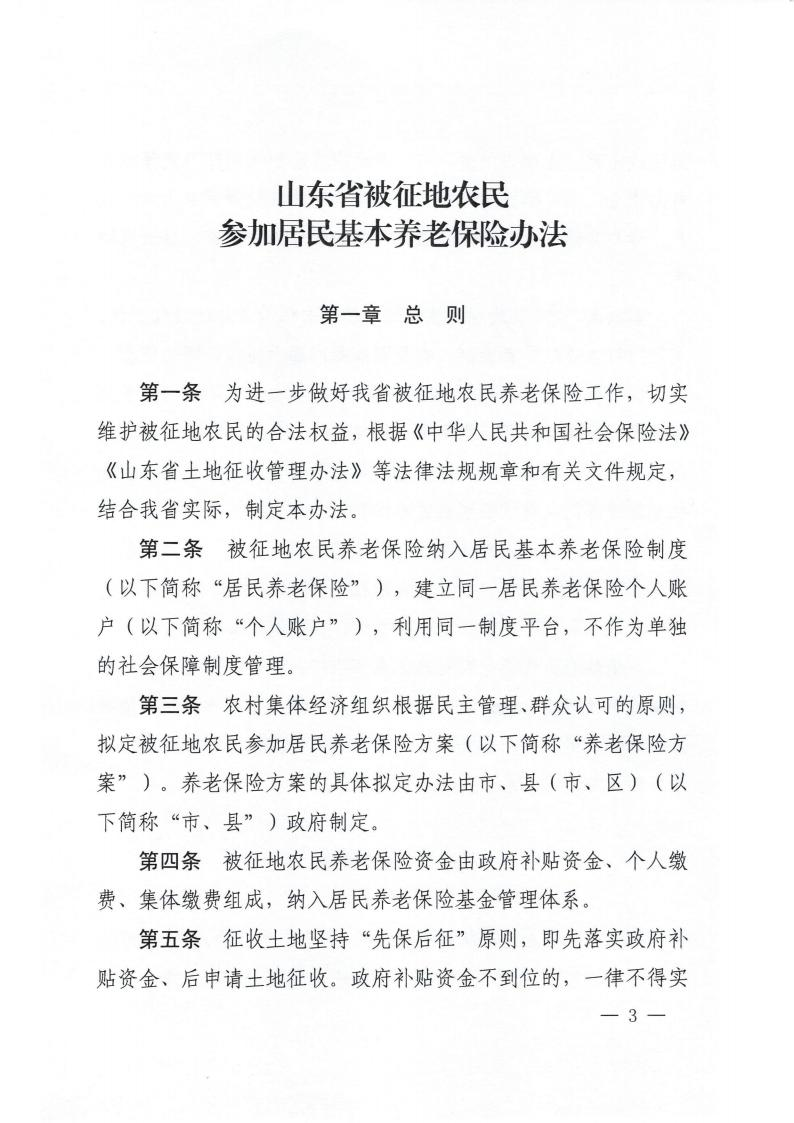 山东省被征地农民
参加居民基本养老保险办法
第一章 总 则
第一条 为进一步做好我省被征地农民养老保险工作，切实
维护被征地农民的合法权益，根据《中华人民共和国社会保险法》
《山东省土地征收管理办法》等法律法规规章和有关文件规定，
结合我省实际，制定本办法。
第二条 被征地农民养老保险纳入居民基本养老保险制度
（以下简称“居民养老保险”），建立同一居民养老保险个人账
户（以下简称“个人账户”），利用同一制度平台，不作为单独
的社会保障制度管理。
第三条 农村集体经济组织根据民主管理、群众认可的原则，
拟定被征地农民参加居民养老保险方案（以下简称“养老保险方
案”）。养老保险方案的具体拟定办法由市、县（市、区）（以
下简称“市、县”）政府制定。
第四条 被征地农民养老保险资金由政府补贴资金、个人缴
费、集体缴费组成，纳入居民养老保险基金管理体系。
第五条 征收土地坚持“先保后征”原则，即先落实政府补
贴资金、后申请土地征收。政府补贴资金不到位的，一律不得实
— 3 —